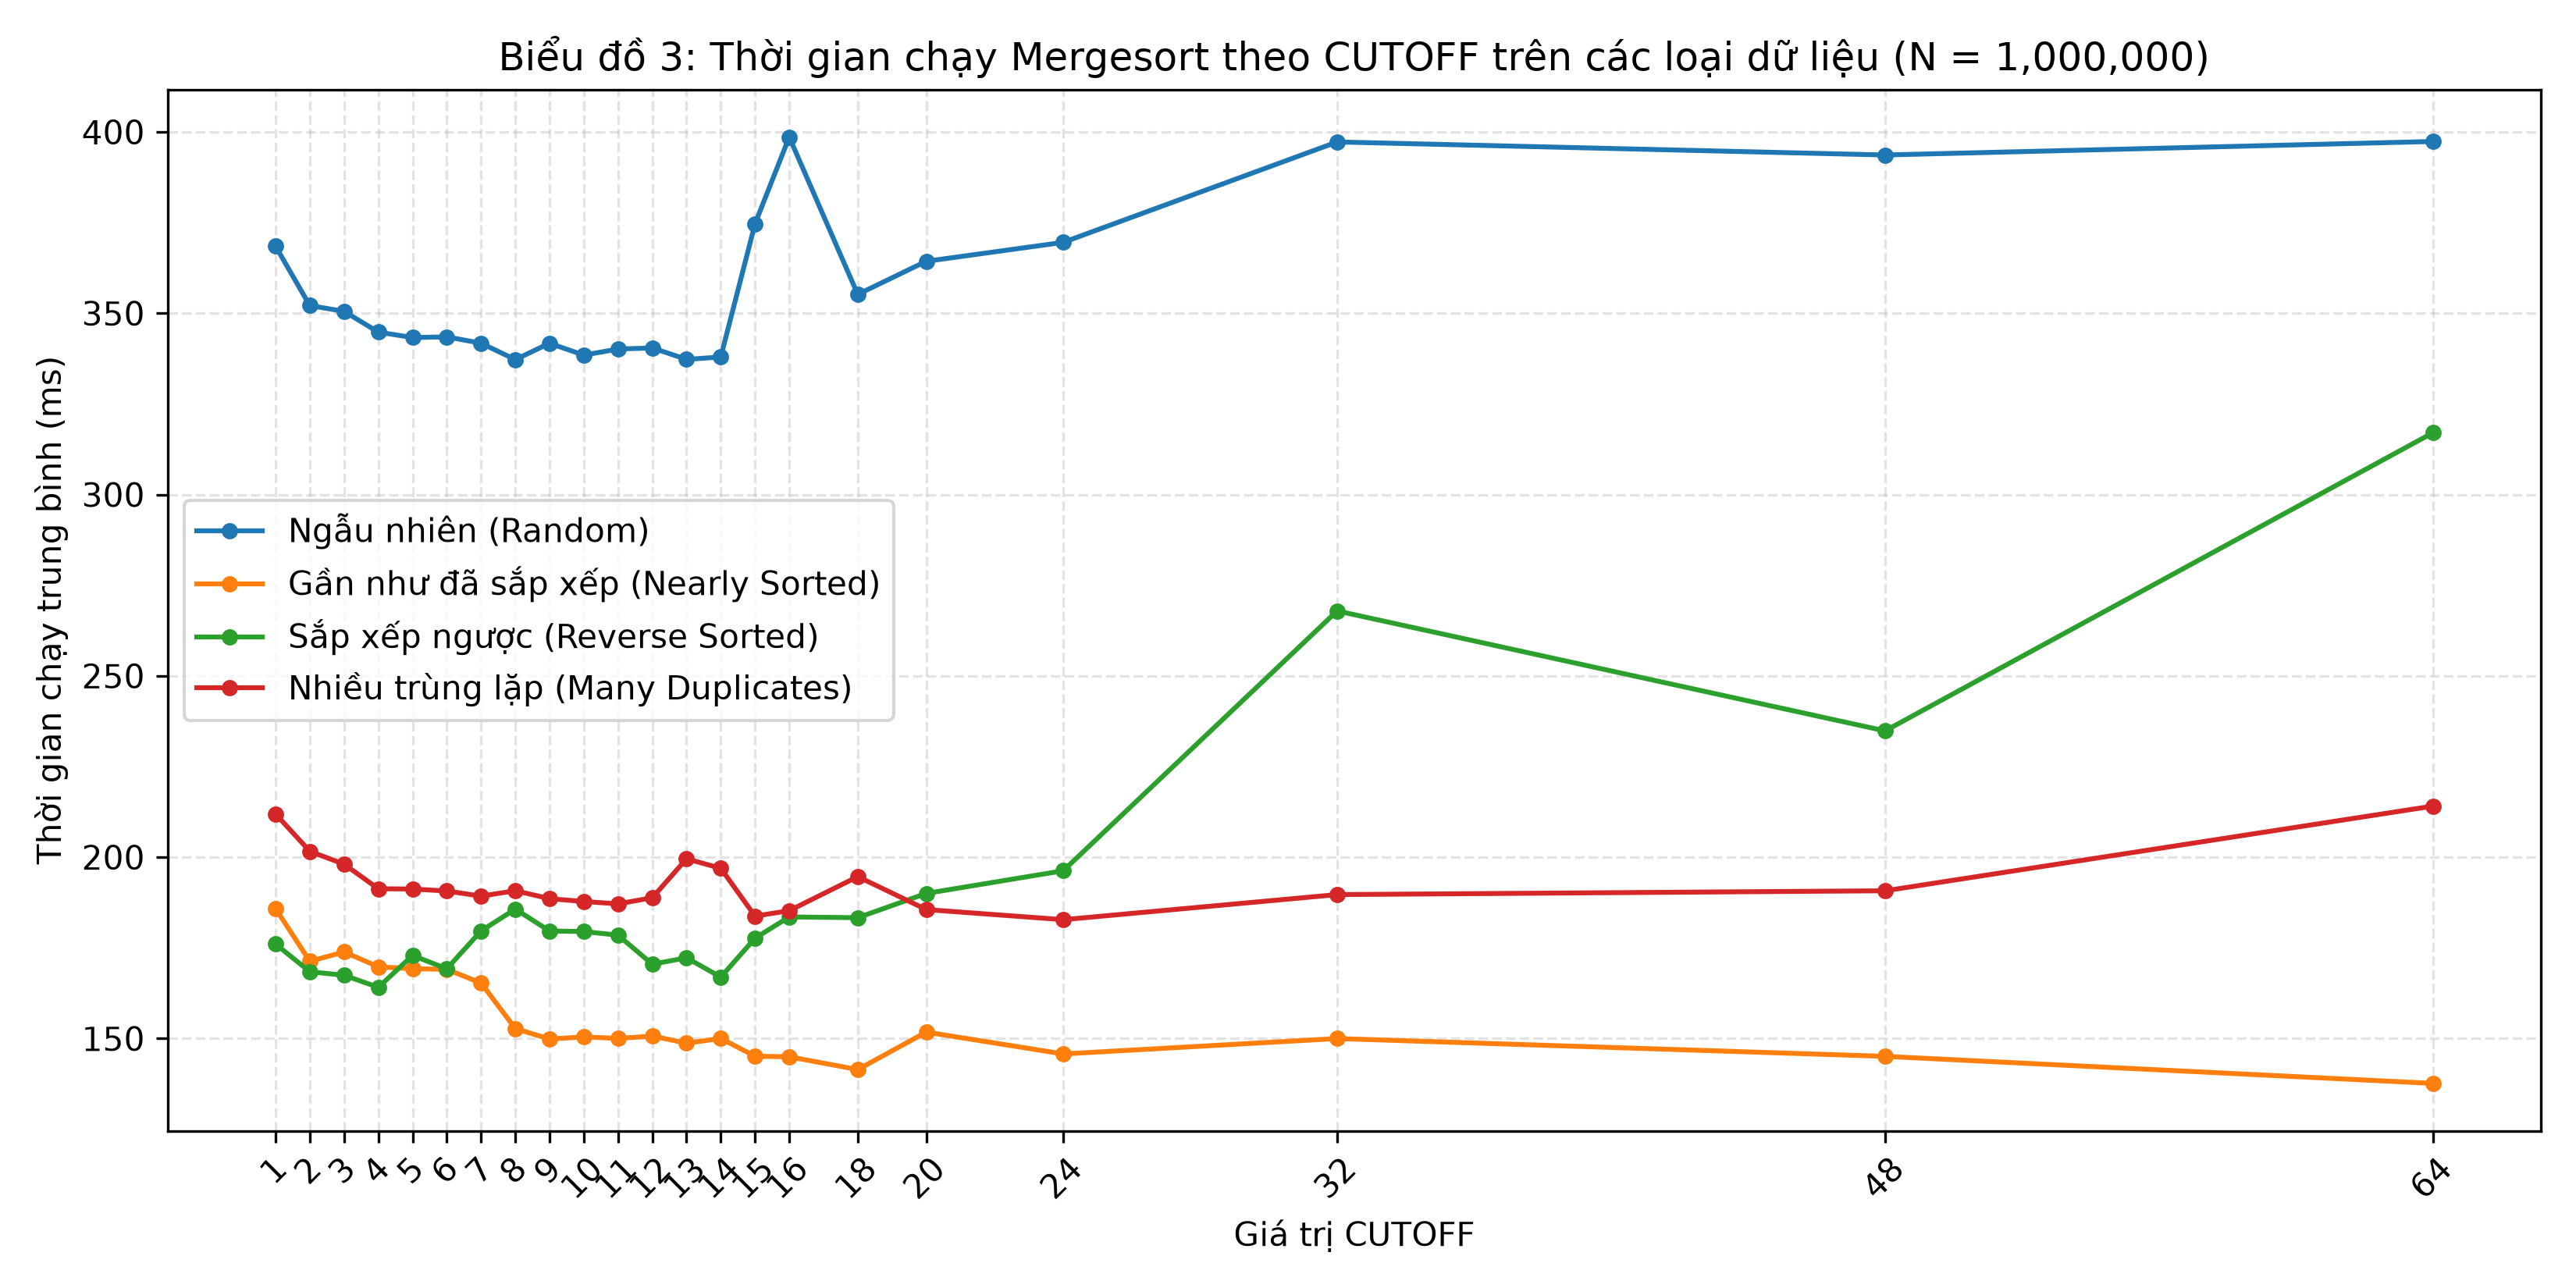 Biểu đồ 3: Thời gian chạy Mergesort theo CUTOFF trên các loại dữ liệu (N = 1,000,000)
Thời gian chạy trung bình (ms)
400
350
300
250
200
150
Ngẫu nhiên (Random)
Gần như đã sắp xếp (Nearly Sorted)
Sắp xếp ngược (Reverse Sorted)
Nhiều trùng lặp (Many Duplicates)
1 2 3 4 5 6 7 8 9 10 11 12 13 14 15 16 18 20 24 32 48 64
Giá trị CUTOFF